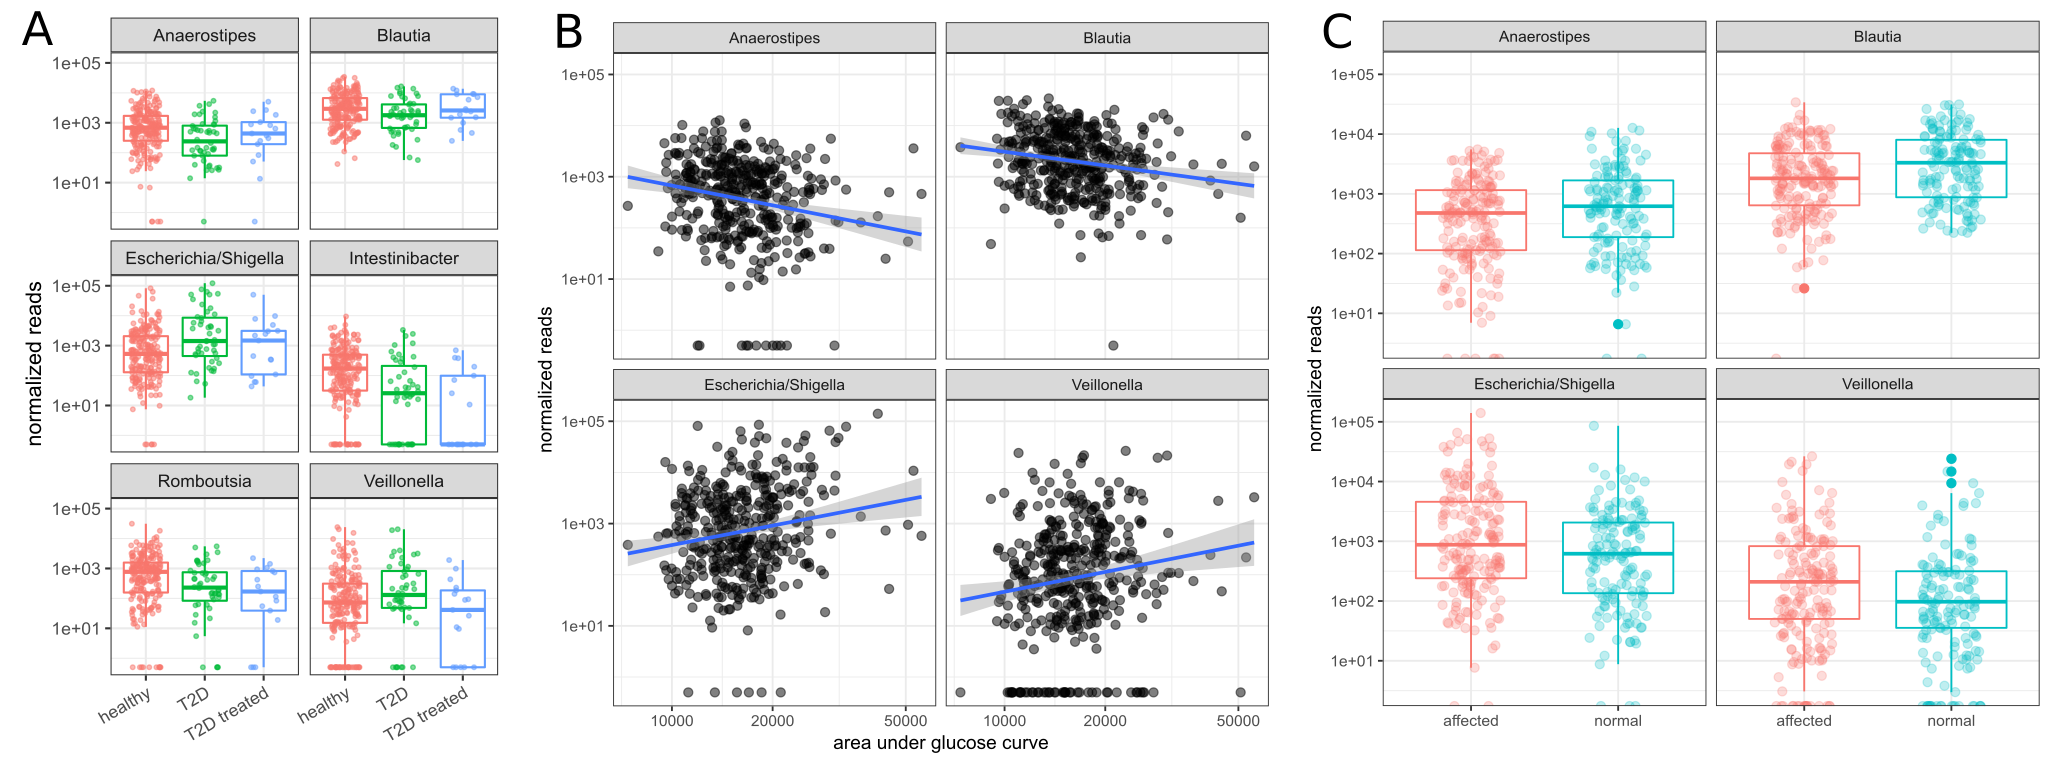 A
Anaerostipes
Blautia
1e+05
1e+03
1e+01
Escherichia/Shigella
Intestinibacter
1e+05
1e+03
1e+01
Romboutsia
Veillonella
1e+05
1e+03
1e+01
normalized reads
healthy
T2D
T2D treated
healthy
T2D
T2D treated
B
Anaerostipes
Blautia
1e+05
1e+03
1e+01
Escherichia/Shigella
Veillonella
1e+05
1e+03
1e+01
normalized reads
10000
20000
50000
10000
20000
50000
area under glucose curve
C
Anaerostipes
Blautia
1e+05
1e+04
1e+03
1e+02
1e+01
Escherichia/Shigella
Veillonella
1e+05
1e+04
1e+03
1e+02
1e+01
normalized reads
affected
normal
affected
normal